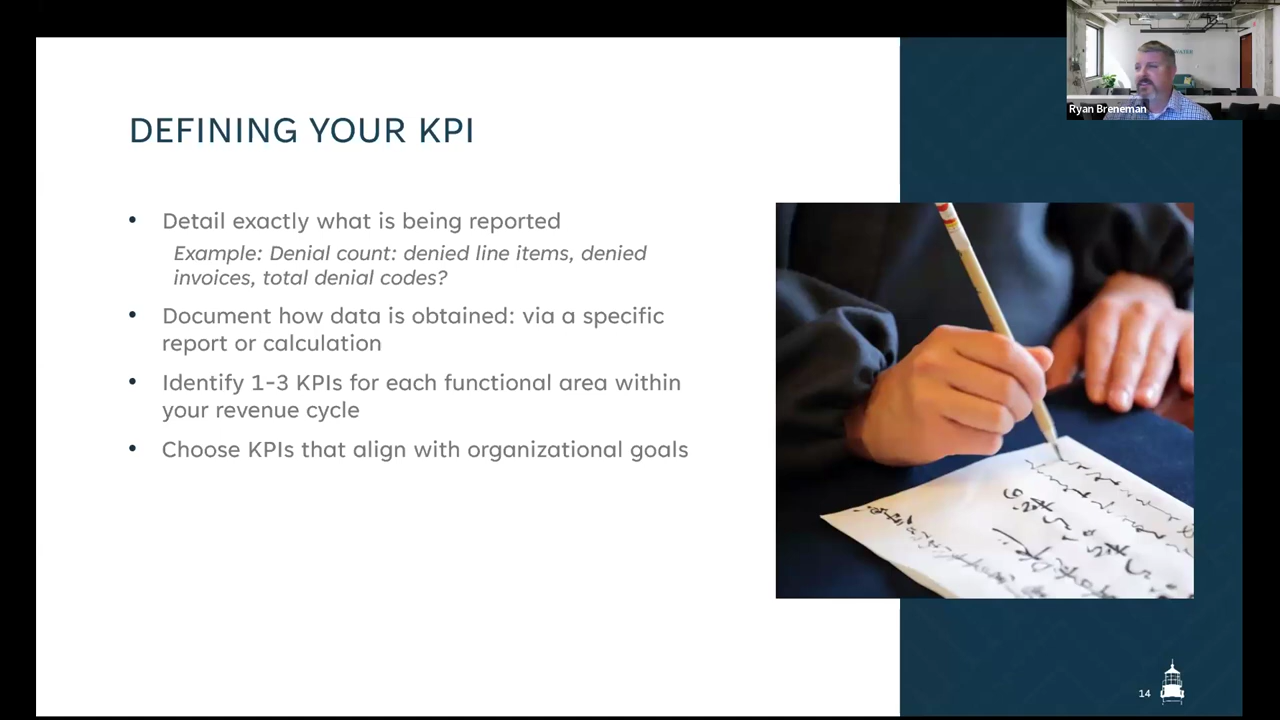 Ryan Breneman
DEFINING YOUR KPI
• Detail exactly what is being reported
Example: Denial count: denied line items, denied
invoices, total denial codes?
• Document how data is obtained: via a specific
report or calculation
• Identify 1-3 KPIs for each functional area within
your revenue cycle
• Choose KPIs that align with organizational goals
14